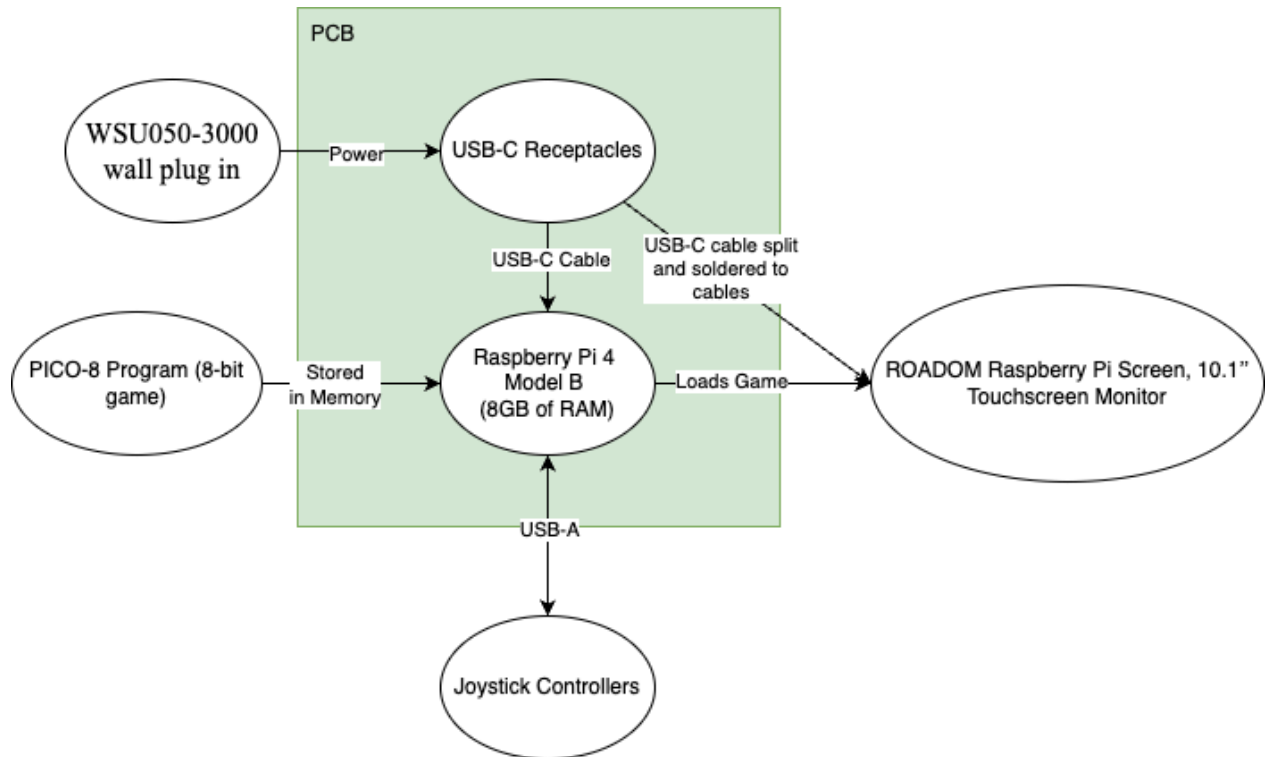 PCB
WSU050-3000
wall plug in
Power
USB-C Receptacles
USB-C cable split
and soldered to
cables
USB-C Cable
PICO-8 Program (8-bit
game)
Stored
in Memory
Raspberry Pi 4
Model B
(8GB of RAM)
Loads Game
ROADOM Raspberry Pi Screen, 10.1”
Touchscreen Monitor
USB-A
Joystick Controllers